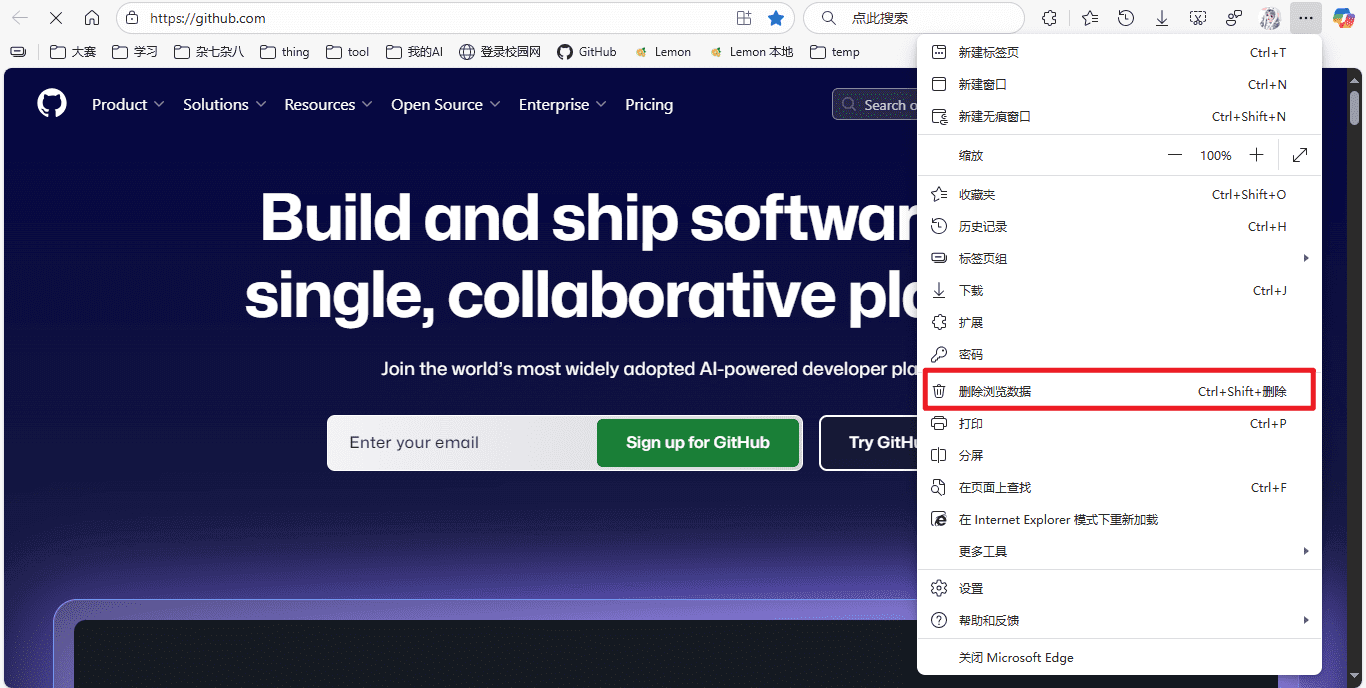 https://github.com
点此搜索
大赛
学习
杂七杂八
thing
tool
我的AI
登录校园网
GitHub
Lemon
Lemon 本地
temp
Product
Solutions
Resources
Open Source
Enterprise
Pricing
Search o
Build and ship softwar
single, collaborative pla
Join the world's most widely adopted AI-powered developer pla
Enter your email
Sign up for GitHub
Try GitHu
新建标签页 Ctrl+T
新建窗口 Ctrl+N
新建无痕窗口 Ctrl+Shift+N
缩放 100%
收藏夹 Ctrl+Shift+O
历史记录 Ctrl+H
标签页组
下载 Ctrl+J
扩展
密码
删除浏览数据 Ctrl+Shift+删除
打印 Ctrl+P
分屏
在页面上查找 Ctrl+F
在 Internet Explorer 模式下重新加载
更多工具
设置
帮助和反馈
关闭 Microsoft Edge